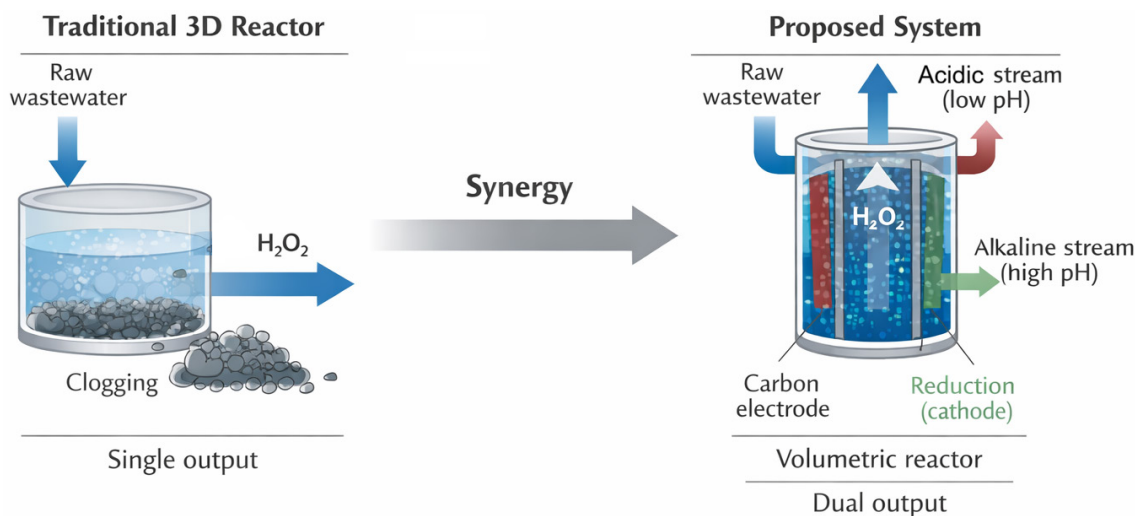 Traditional 3D Reactor
Raw
wastewater
H₂O₂
Clogging
Single output
Synergy
Proposed System
Raw
wastewater
Acidic stream
(low pH)
H₂O₂
Alkaline stream
(high pH)
Carbon
electrode
Reduction
(cathode)
Volumetric reactor
Dual output